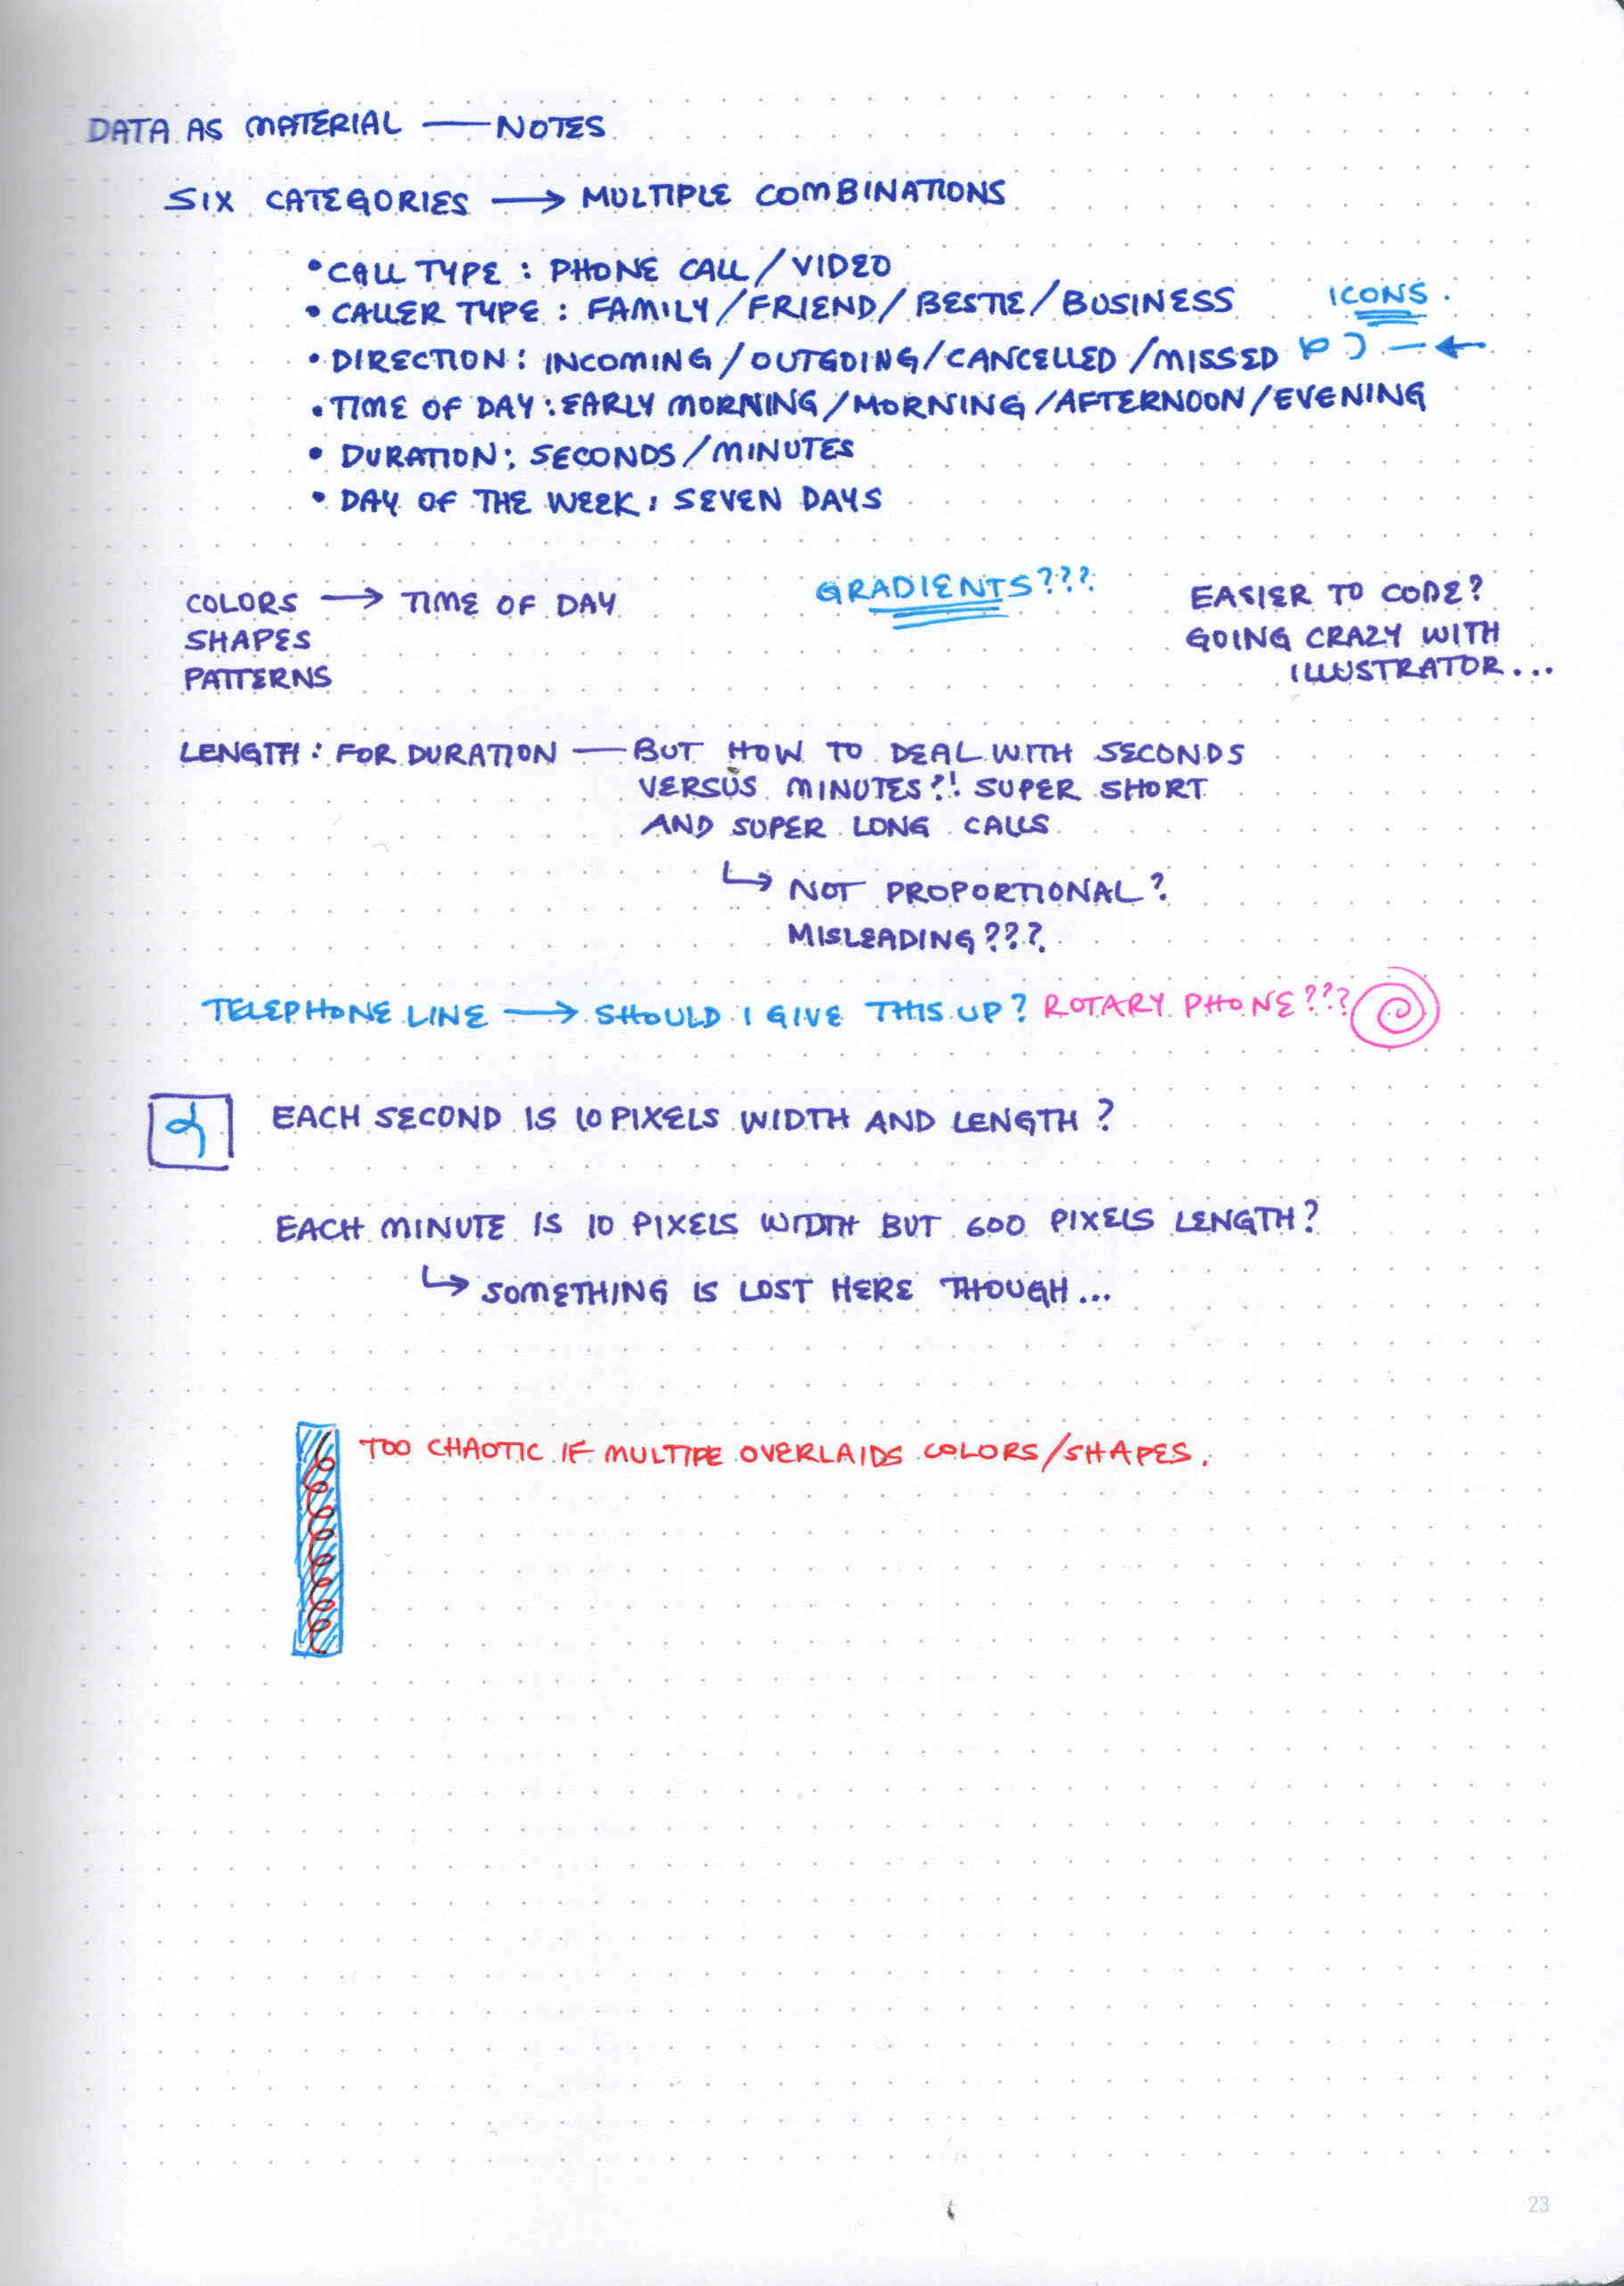 DATA AS MATERIAL — NOTES
SIX CATEGORIES → MULTIPLE COMBINATIONS
• CALL TYPE : PHONE CALL / VIDEO
• CALLER TYPE : FAMILY / FRIEND / BESTIE / BUSINESS ICONS.
• DIRECTION : INCOMING / OUTGOING / CANCELLED / MISSED
• TIME OF DAY : EARLY MORNING / MORNING / AFTERNOON / EVENING
• DURATION : SECONDS / MINUTES
• DAY OF THE WEEK : SEVEN DAYS
COLORS → TIME OF DAY GRADIENTS??? EASIER TO CODE?
SHAPES GOING CRAZY WITH
PATTERNS ILLUSTRATOR...
LENGTH : FOR DURATION — BUT HOW TO DEAL WITH SECONDS
VERSUS MINUTES?! SUPER SHORT
AND SUPER LONG CALLS
↳ NOT PROPORTIONAL?
MISLEADING???
TELEPHONE LINE → SHOULD I GIVE THIS UP? ROTARY PHONE???
EACH SECOND IS 10 PIXELS WIDTH AND LENGTH?
EACH MINUTE IS 10 PIXELS WIDTH BUT 600 PIXELS LENGTH?
↳ SOMETHING IS LOST HERE THOUGH...
TOO CHAOTIC IF MULTIPE OVERLAIDS COLORS/SHAPES.
23